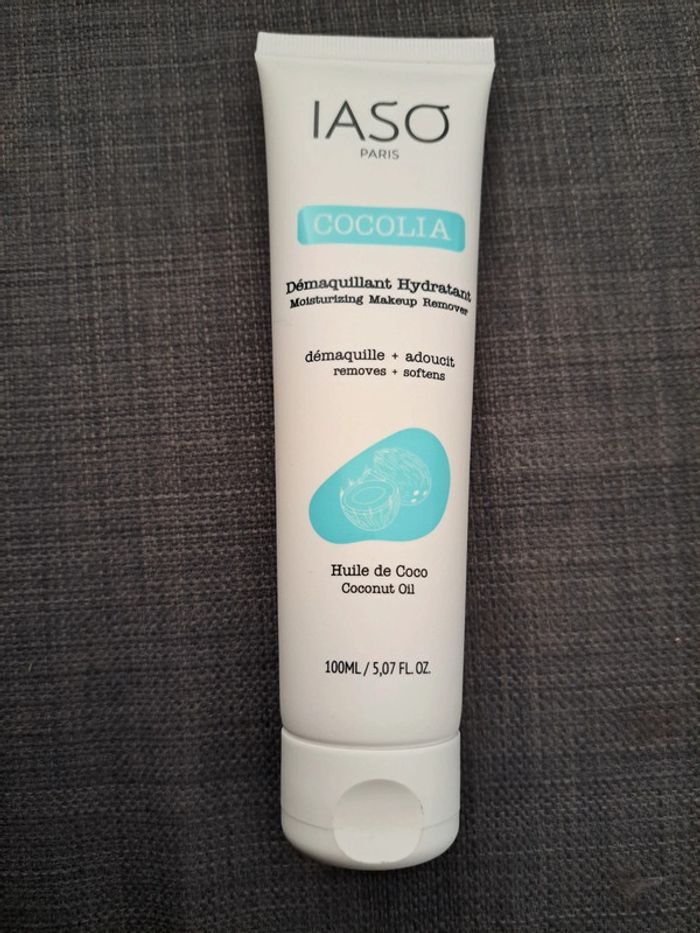 IASO
PARIS
COCOLIA
Démaquillant Hydratant
Moisturizing Makeup Remover
démaquille + adoucit
removes + softens
Huile de Coco
Coconut Oil
100ML / 5,07 FL. OZ.